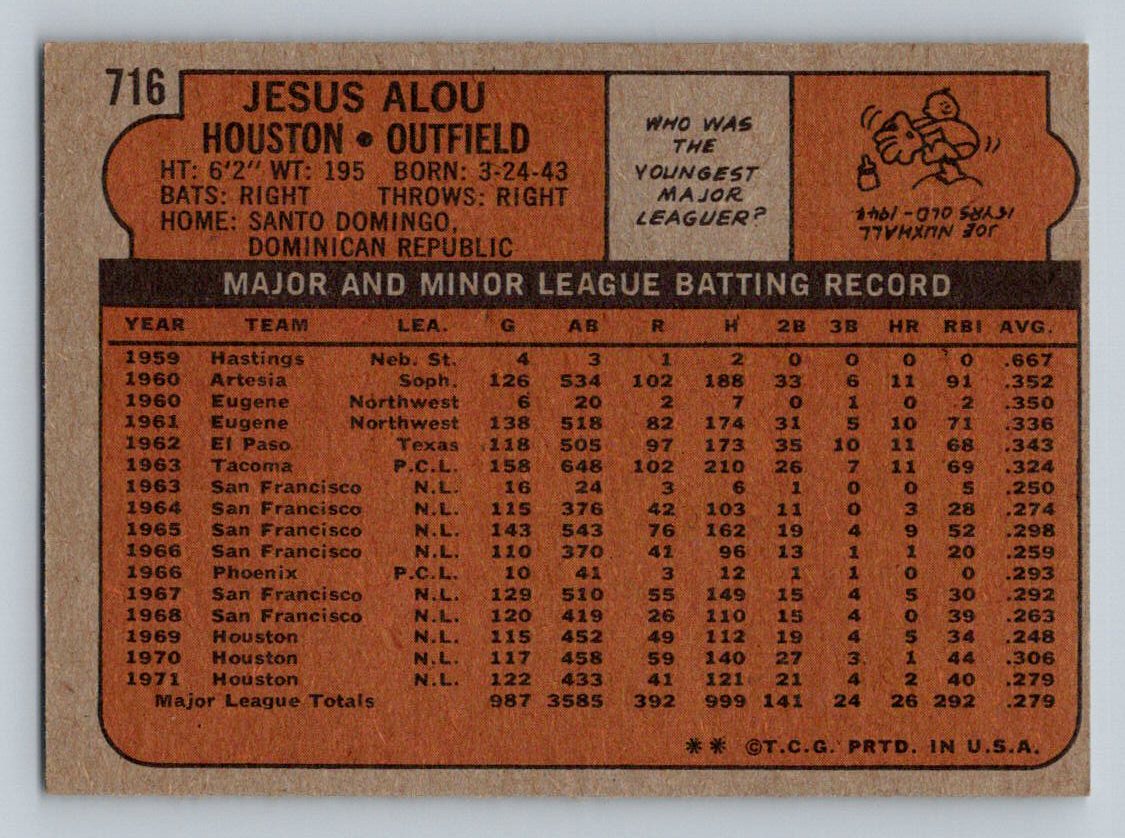 716
JESUS ALOU
HOUSTON • OUTFIELD
HT: 6'2" WT: 195 BORN: 3-24-43
BATS: RIGHT THROWS: RIGHT
HOME: SANTO DOMINGO,
DOMINICAN REPUBLIC
WHO WAS
THE
YOUNGEST
MAJOR
LEAGUER?
JOE NUXHALL
15 YRS OLD - 1944
MAJOR AND MINOR LEAGUE BATTING RECORD
YEAR TEAM LEA. G AB R H 2B 3B HR RBI AVG.
1959 Hastings Neb. St. 4 3 1 2 0 0 0 0 .667
1960 Artesia Soph. 126 534 102 188 33 6 11 91 .352
1960 Eugene Northwest 6 20 2 7 0 1 0 2 .350
1961 Eugene Northwest 138 518 82 174 31 5 10 71 .336
1962 El Paso Texas 118 505 97 173 35 10 11 68 .343
1963 Tacoma P.C.L. 158 648 102 210 26 7 11 69 .324
1963 San Francisco N.L. 16 24 3 6 1 0 0 5 .250
1964 San Francisco N.L. 115 376 42 103 11 0 3 28 .274
1965 San Francisco N.L. 143 543 76 162 19 4 9 52 .298
1966 San Francisco N.L. 110 370 41 96 13 1 1 20 .259
1966 Phoenix P.C.L. 10 41 3 12 1 1 0 0 .293
1967 San Francisco N.L. 129 510 55 149 15 4 5 30 .292
1968 San Francisco N.L. 120 419 26 110 15 4 0 39 .263
1969 Houston N.L. 115 452 49 112 19 4 5 34 .248
1970 Houston N.L. 117 458 59 140 27 3 1 44 .306
1971 Houston N.L. 122 433 41 121 21 4 2 40 .279
Major League Totals 987 3585 392 999 141 24 26 292 .279
** ©T.C.G. PRTD. IN U.S.A.